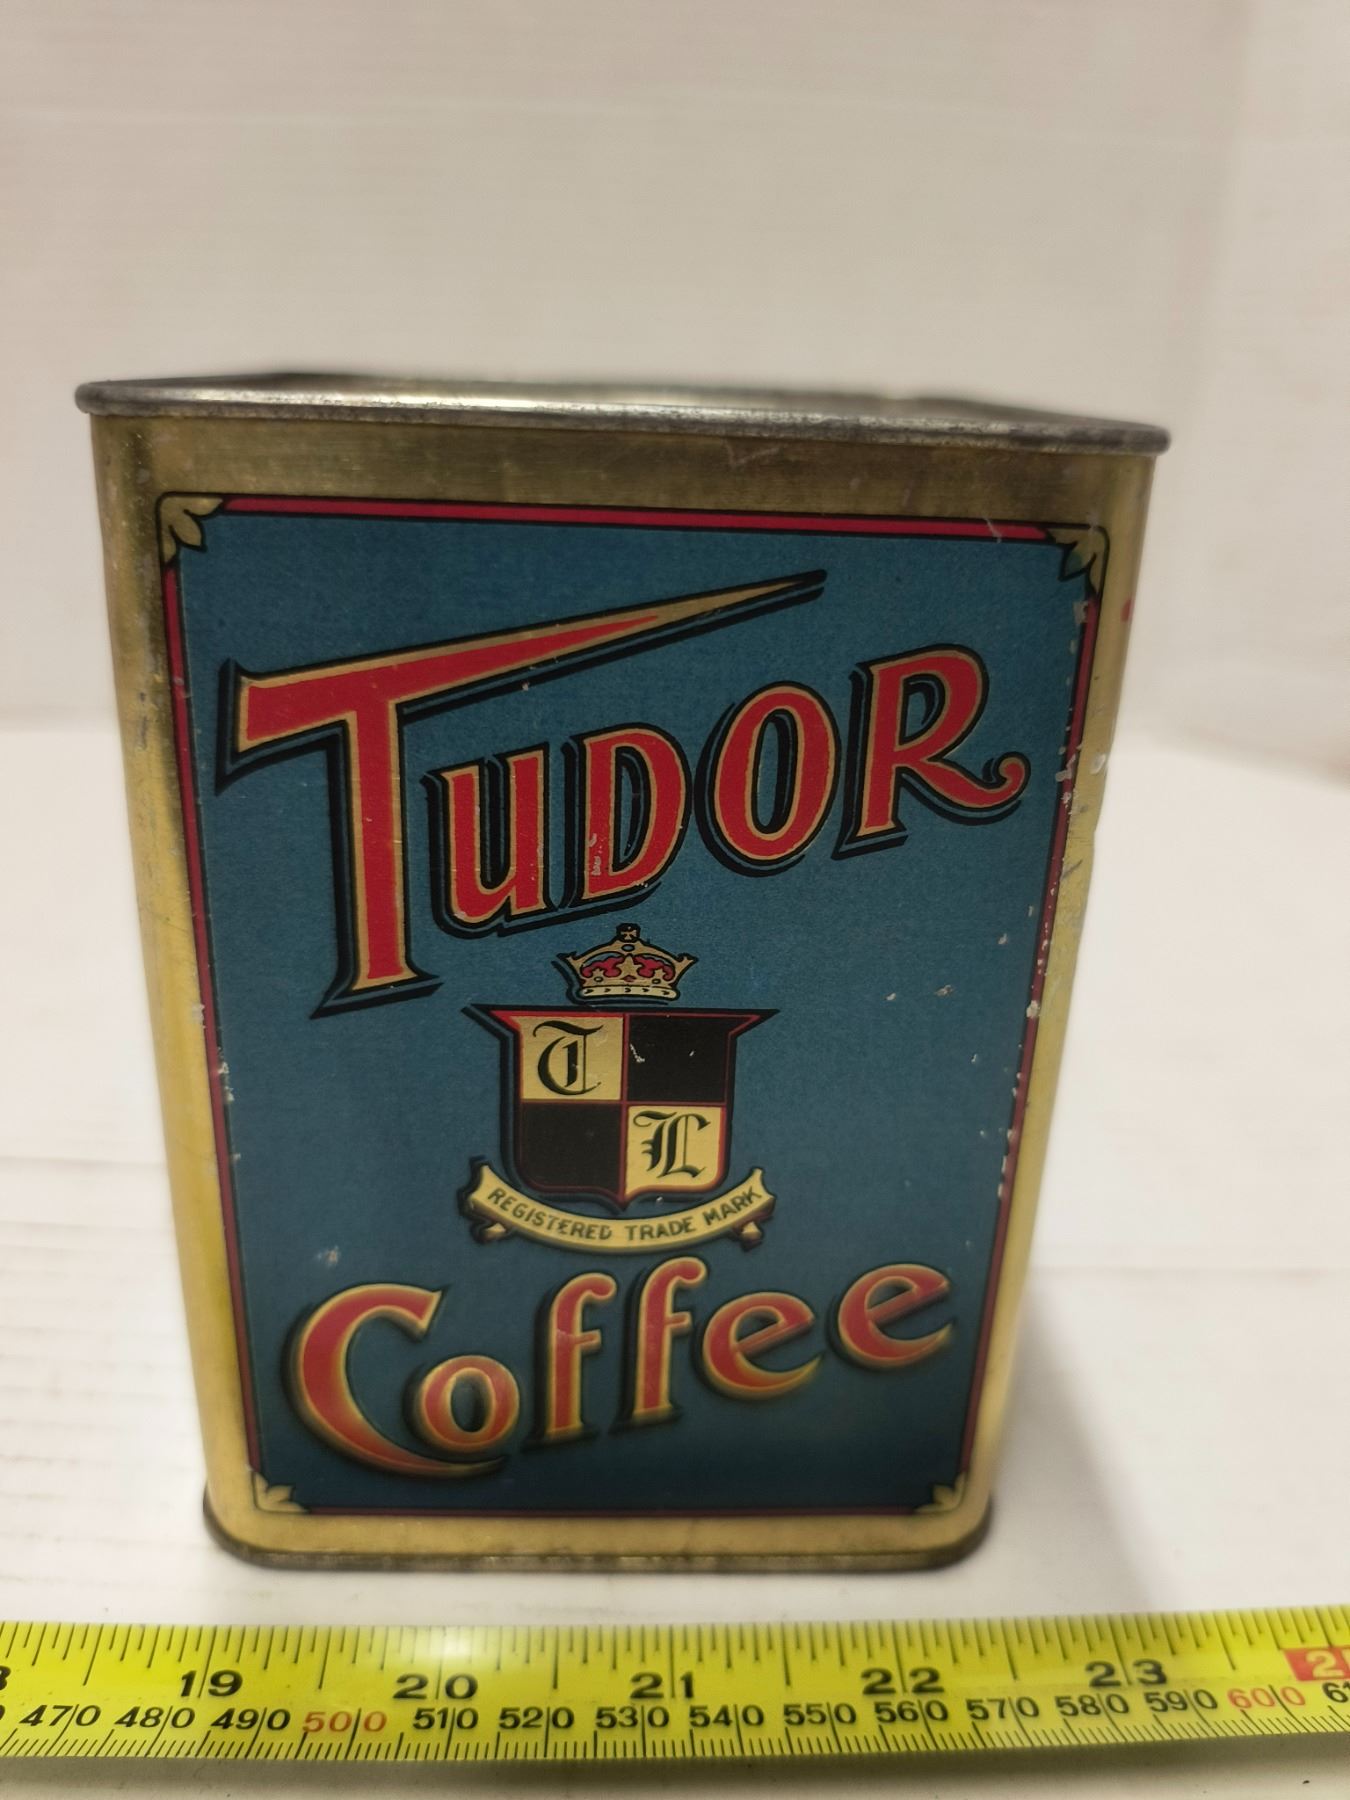 TUDOR
T
L
REGISTERED TRADE MARK
Coffee
19 20 21 22 23
470 480 490 500 510 520 530 540 550 560 570 580 590 600